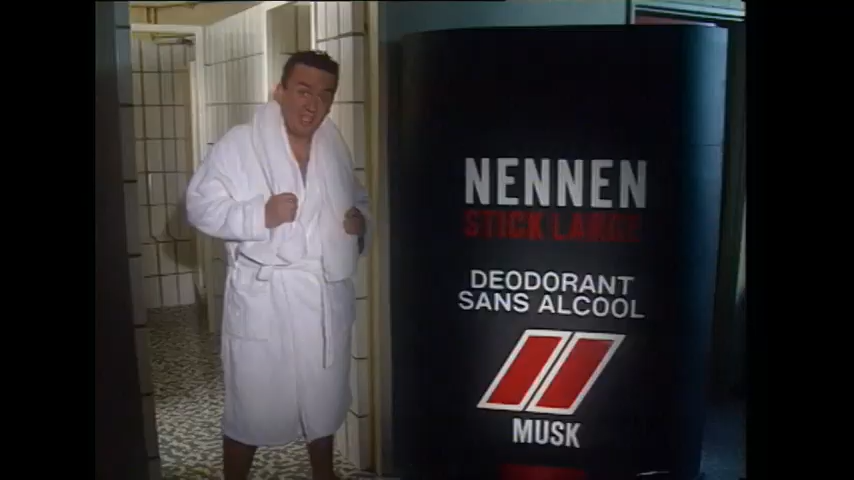 NENNEN
STICK LARGE
DEODORANT
SANS ALCOOL
MUSK